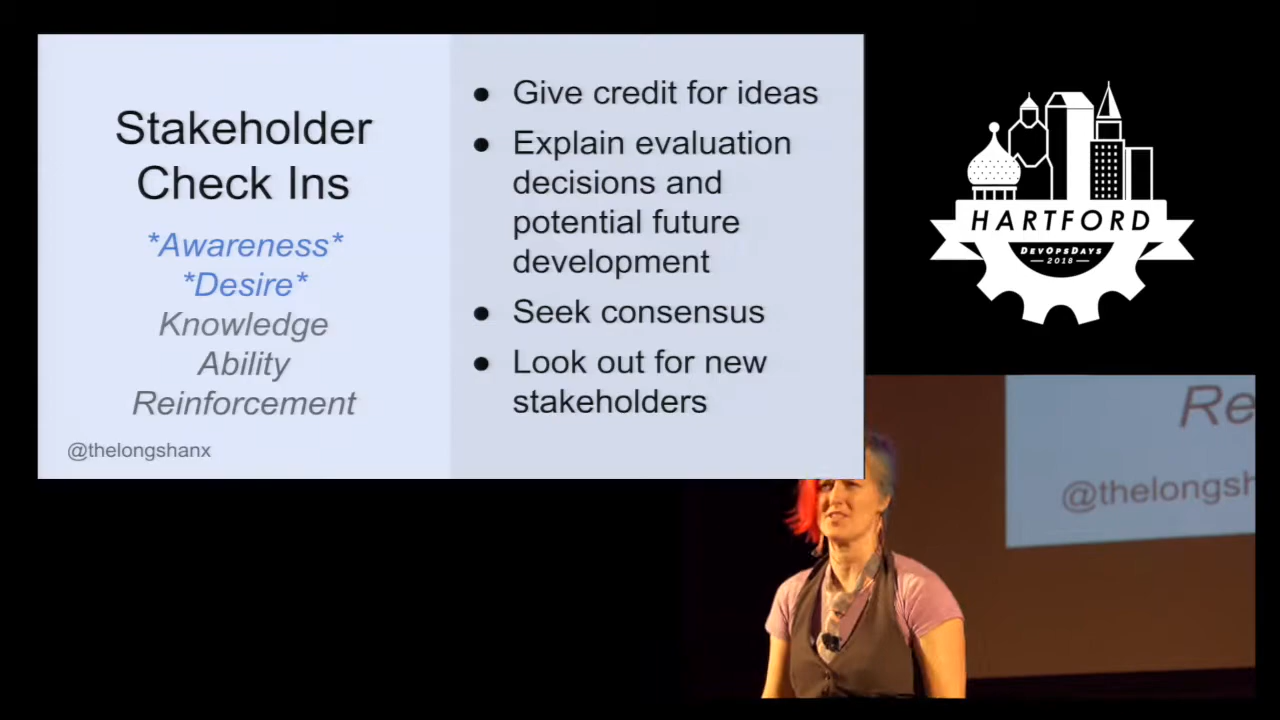 Stakeholder
Check Ins
*Awareness*
*Desire*
Knowledge
Ability
Reinforcement
@thelongshanx
● Give credit for ideas
● Explain evaluation
decisions and
potential future
development
● Seek consensus
● Look out for new
stakeholders
HARTFORD
DEVOPSDAYS
2018
Re
@thelongsh